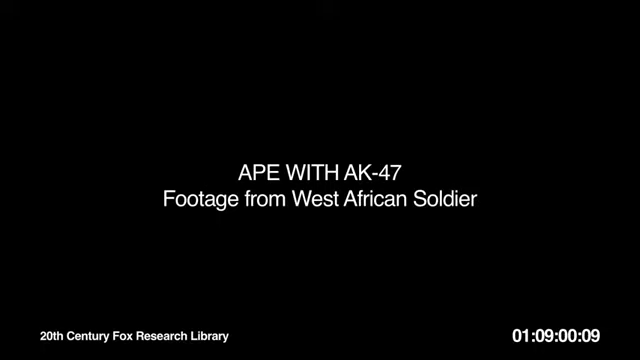 APE WITH AK-47
Footage from West African Soldier
20th Century Fox Research Library
01:09:00:09